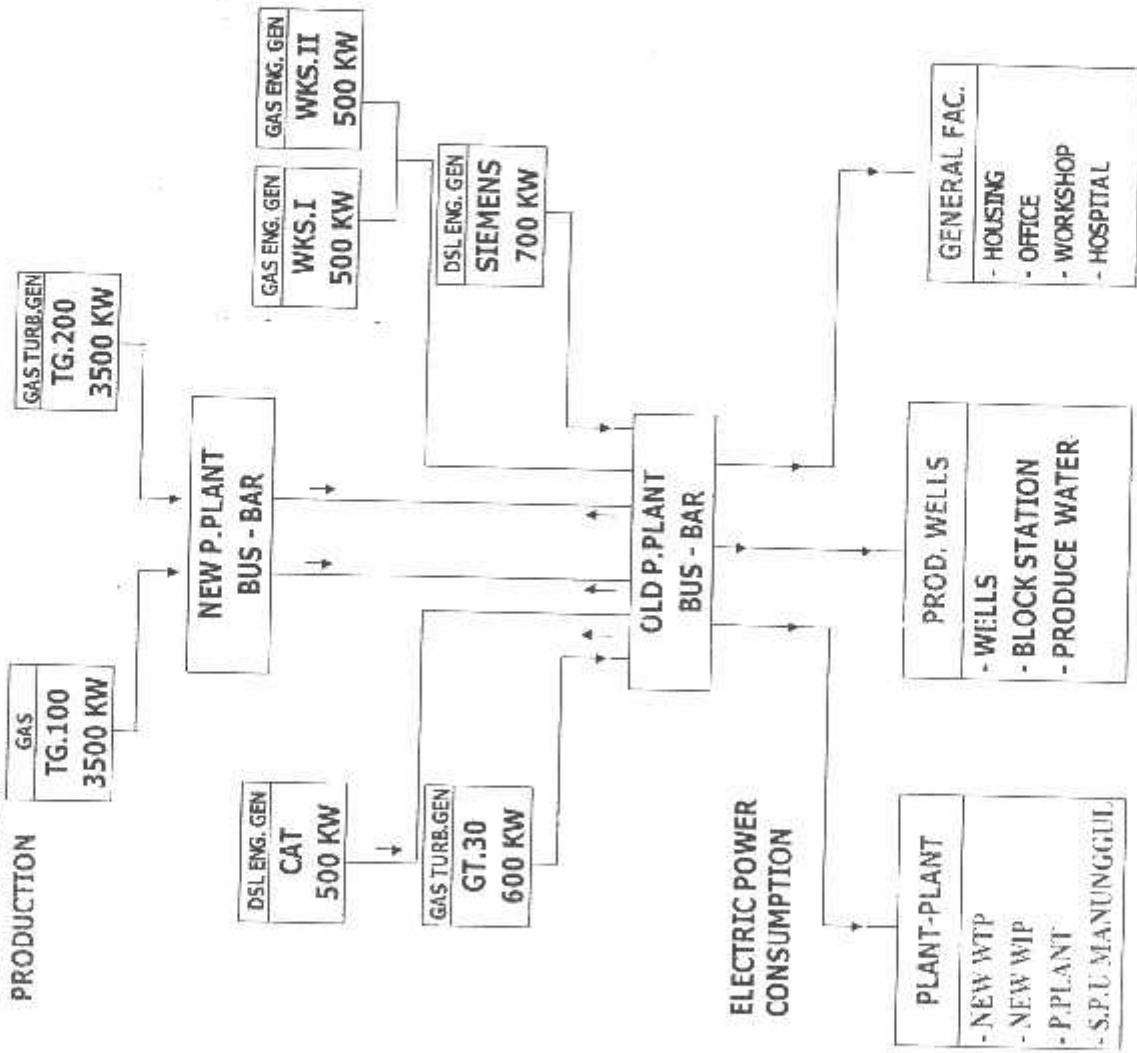 PRODUCTION
GAS
TG.100
3500 KW
GAS TURB.GEN
TG.200
3500 KW
NEW P.PLANT
BUS - BAR
DSL ENG. GEN
CAT
500 KW
GAS TURB.GEN
GT.30
600 KW
GAS ENG. GEN
WKS.I
500 KW
GAS ENG. GEN
WKS.II
500 KW
DSL ENG. GEN
SIEMENS
700 KW
OLD P.PLANT
BUS - BAR
ELECTRIC POWER
CONSUMPTION
PLANT-PLANT
- NEW WTP
- NEW WIP
- P.PLANT
- S.P.U MANUNGGUL
PROD. WELLS
- WELLS
- BLOCK STATION
- PRODUCE WATER
GENERAL FAC.
- HOUSING
- OFFICE
- WORKSHOP
- HOSPITAL